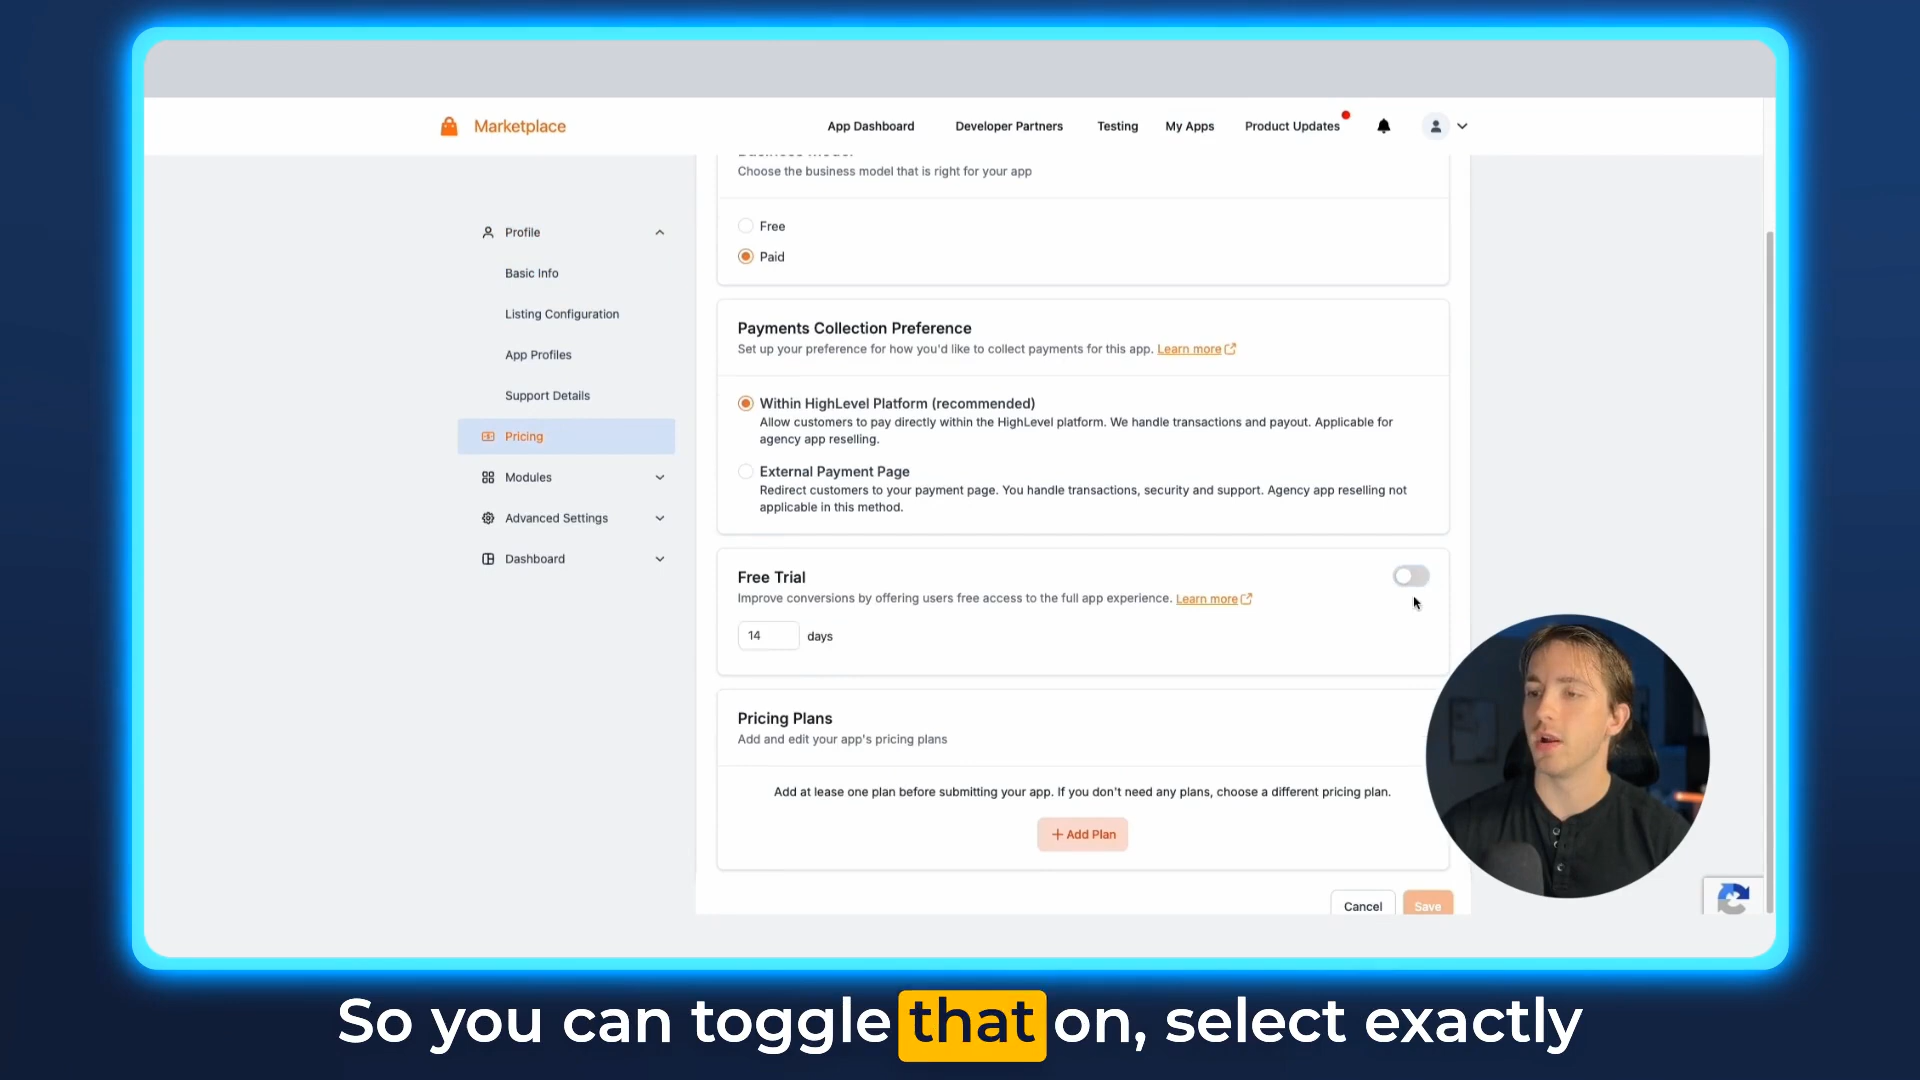 Marketplace
App Dashboard
Developer Partners
Testing
My Apps
Product Updates
Profile
Basic Info
Listing Configuration
App Profiles
Support Details
Pricing
Modules
Advanced Settings
Dashboard
Business Model
Choose the business model that is right for your app
Free
Paid
Payments Collection Preference
Set up your preference for how you'd like to collect payments for this app. Learn more
Within HighLevel Platform (recommended)
Allow customers to pay directly within the HighLevel platform. We handle transactions and payout. Applicable for
agency app reselling.
External Payment Page
Redirect customers to your payment page. You handle transactions, security and support. Agency app reselling not
applicable in this method.
Free Trial
Improve conversions by offering users free access to the full app experience. Learn more
14 days
Pricing Plans
Add and edit your app's pricing plans
Add at lease one plan before submitting your app. If you don't need any plans, choose a different pricing plan.
+ Add Plan
Cancel
Save
So you can toggle that on, select exactly